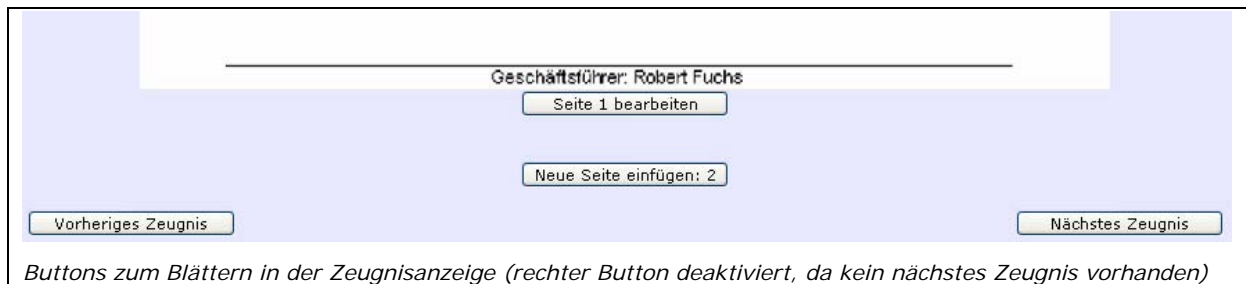 Geschäftsführer: Robert Fuchs
Seite 1 bearbeiten
Neue Seite einfügen: 2
Vorheriges Zeugnis Nächstes Zeugnis
Buttons zum Blättern in der Zeugnisanzeige (rechter Button deaktiviert, da kein nächstes Zeugnis vorhanden)